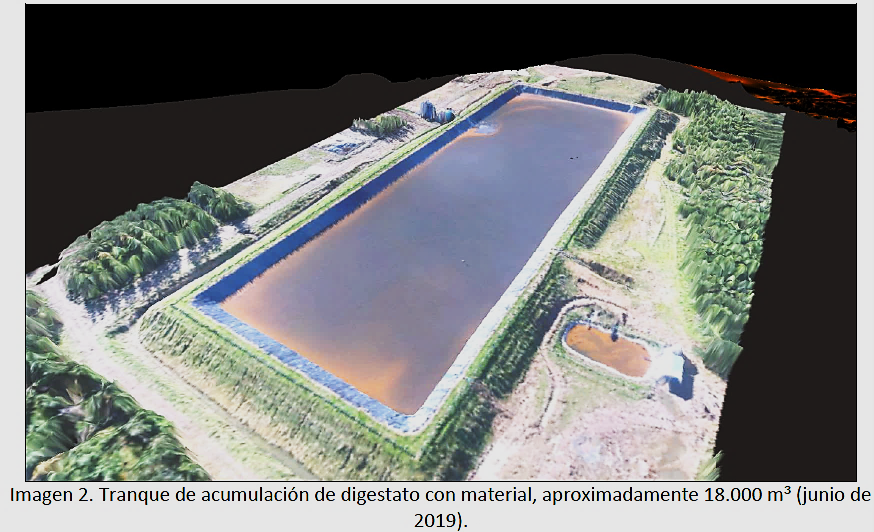 Imagen 2. Tranque de acumulación de digestato con material, aproximadamente 18.000 m³ (junio de
2019).